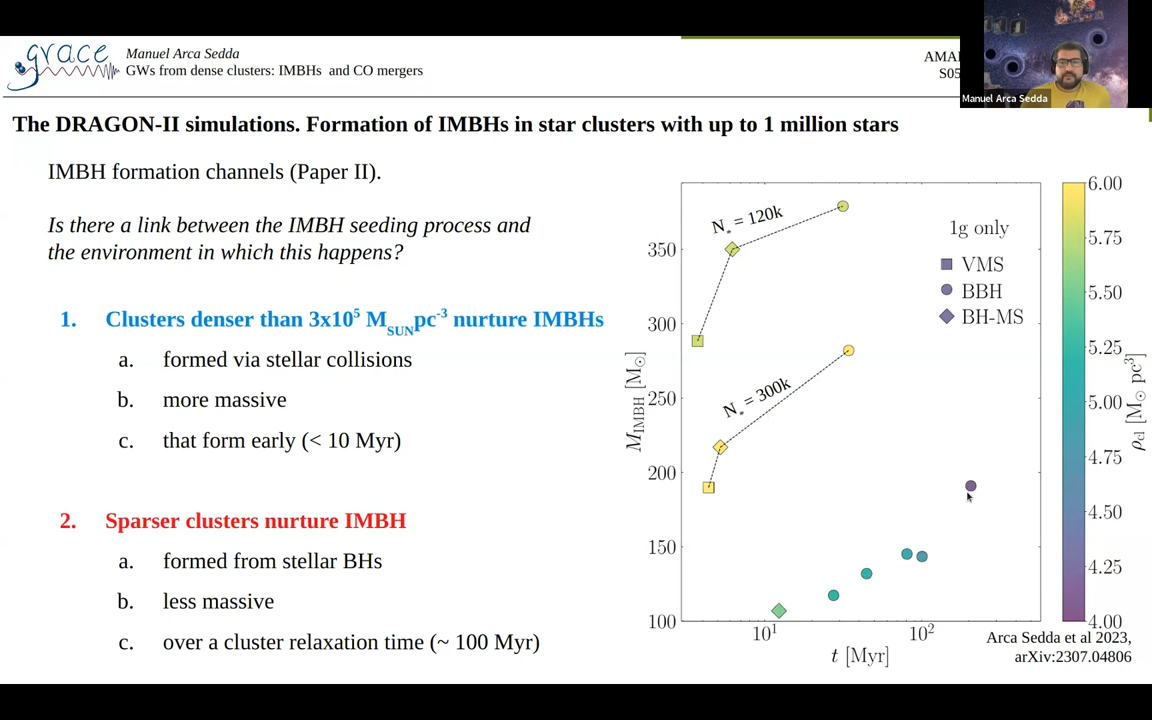 grace
Manuel Arca Sedda
GWs from dense clusters: IMBHs and CO mergers
AMA
S05
Manuel Arca Sedda
The DRAGON-II simulations. Formation of IMBHs in star clusters with up to 1 million stars
IMBH formation channels (Paper II).
Is there a link between the IMBH seeding process and
the environment in which this happens?
1. Clusters denser than 3x10⁵ M_SUN pc⁻³ nurture IMBHs
a. formed via stellar collisions
b. more massive
c. that form early (< 10 Myr)
2. Sparser clusters nurture IMBH
a. formed from stellar BHs
b. less massive
c. over a cluster relaxation time (~ 100 Myr)
N* = 120k
N* = 300k
1g only
VMS
BBH
BH-MS
350
300
250
200
150
100
M_IMBH [M⊙]
10¹
10²
t [Myr]
6.00
5.75
5.50
5.25
5.00
4.75
4.50
4.25
4.00
ρ_cl [M⊙ pc³]
Arca Sedda et al 2023,
arXiv:2307.04806